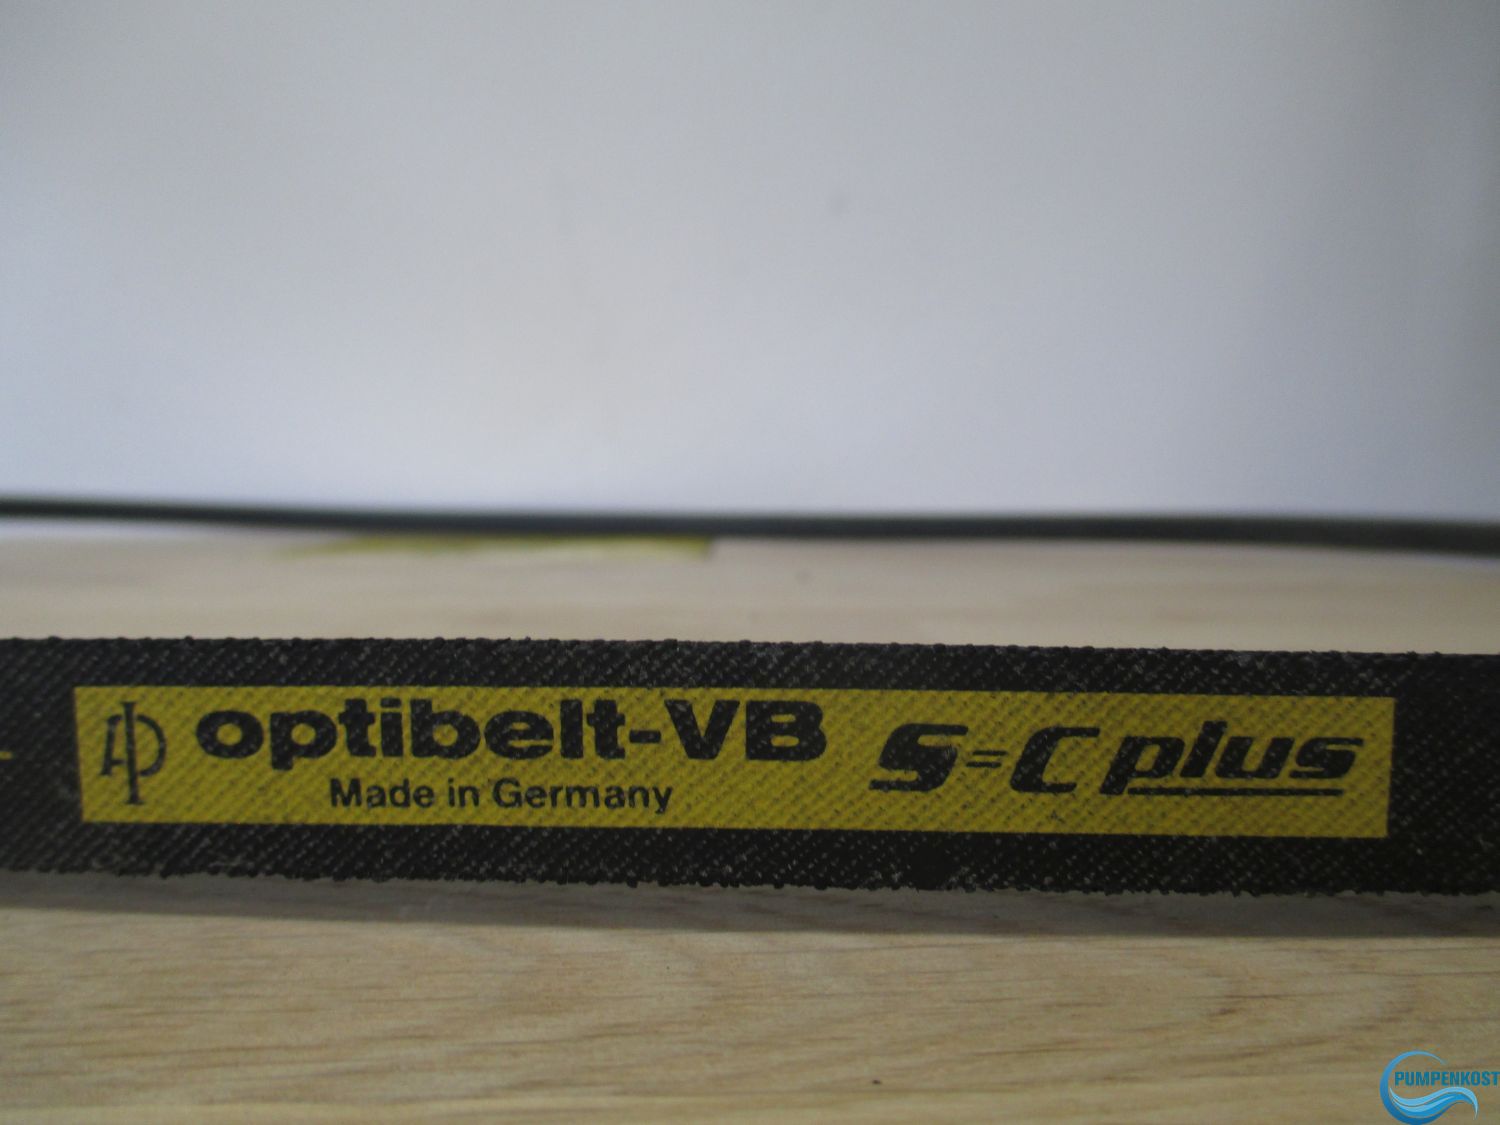 optibelt-VB S=C plus
Made in Germany
PUMPENKOST